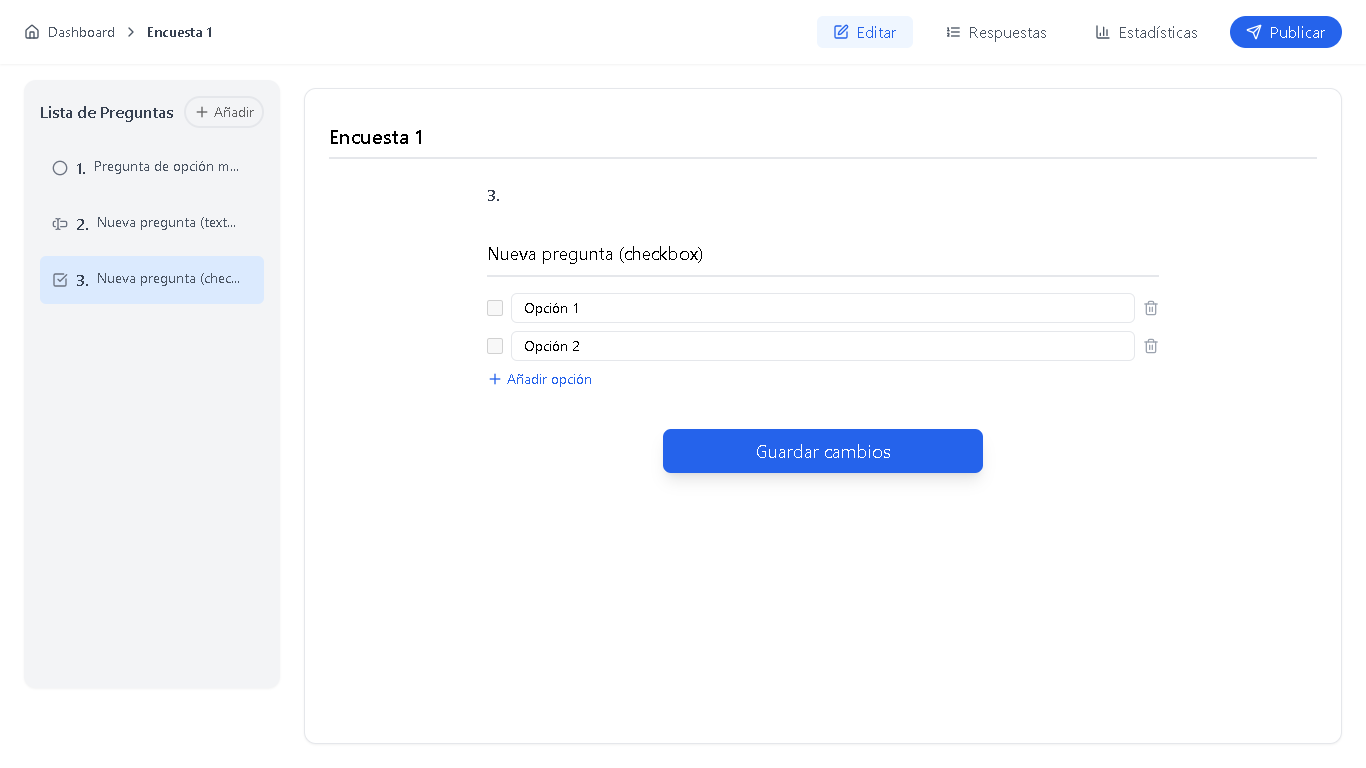 Dashboard > Encuesta 1
Editar
Respuestas
Estadísticas
Publicar
Lista de Preguntas
+ Añadir
1. Pregunta de opción m...
2. Nueva pregunta (text...
3. Nueva pregunta (chec...
Encuesta 1
3.
Nueva pregunta (checkbox)
Opción 1
Opción 2
+ Añadir opción
Guardar cambios